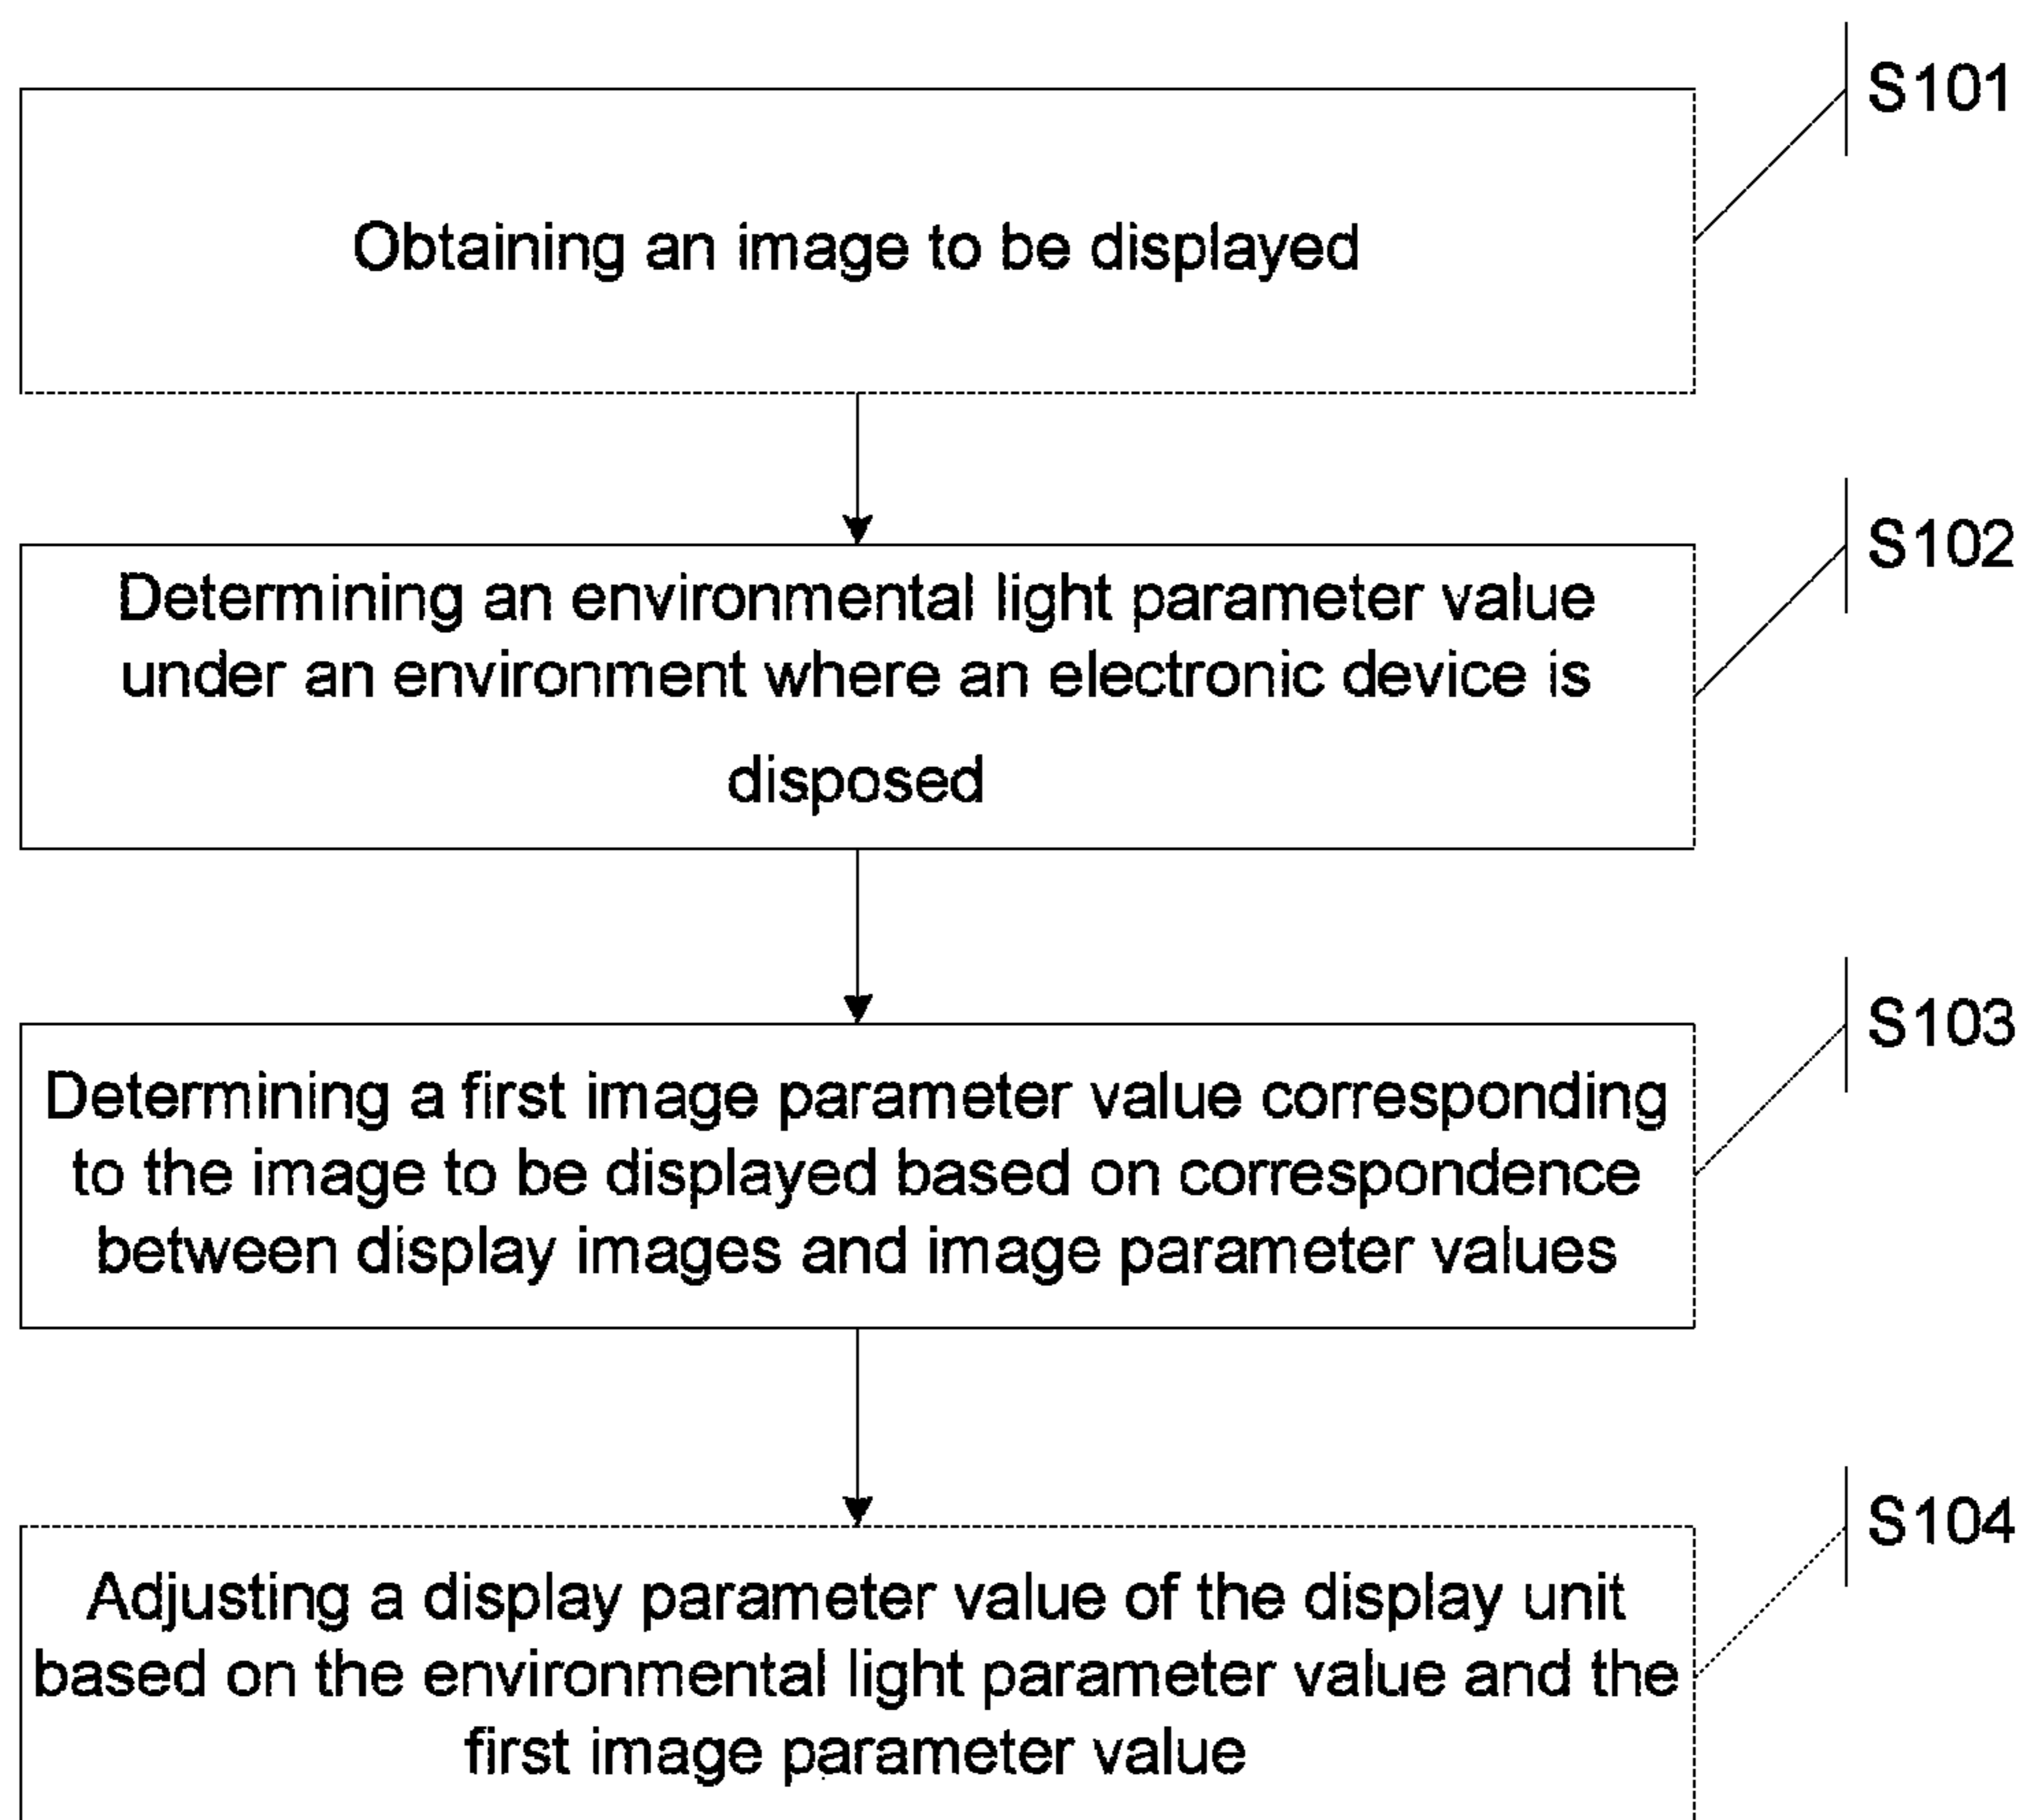 S101
Obtaining an image to be displayed
S102
Determining an environmental light parameter value
under an environment where an electronic device is
disposed
S103
Determining a first image parameter value corresponding
to the image to be displayed based on correspondence
between display images and image parameter values
S104
Adjusting a display parameter value of the display unit
based on the environmental light parameter value and the
first image parameter value